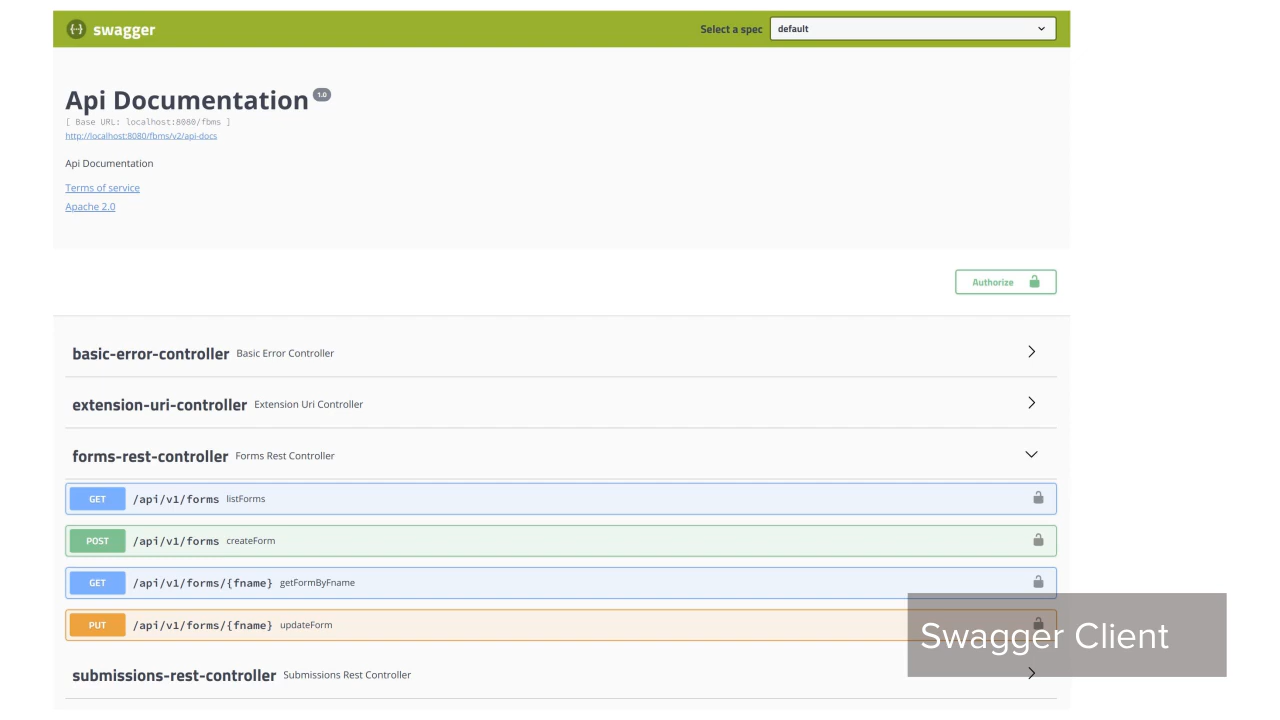 swagger Select a spec default
Api Documentation 1.0
[ Base URL: localhost:8080/fbms ]
http://localhost:8080/fbms/v2/api-docs
Api Documentation
Terms of service
Apache 2.0
Authorize
basic-error-controller Basic Error Controller
extension-uri-controller Extension Uri Controller
forms-rest-controller Forms Rest Controller
GET /api/v1/forms listForms
POST /api/v1/forms createForm
GET /api/v1/forms/{fname} getFormByFname
PUT /api/v1/forms/{fname} updateForm
Swagger Client
submissions-rest-controller Submissions Rest Controller